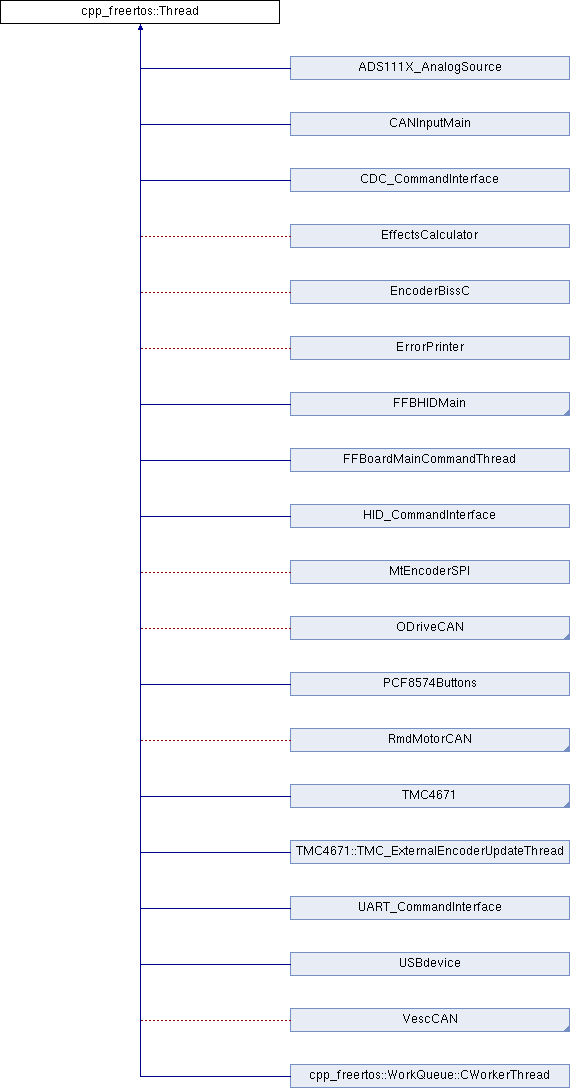 cpp_freertos::Thread
ADS111X_AnalogSource
CANInputMain
CDC_CommandInterface
EffectsCalculator
EncoderBissC
ErrorPrinter
FFBHIDMain
FFBoardMainCommandThread
HID_CommandInterface
MtEncoderSPI
ODriveCAN
PCF8574Buttons
RmdMotorCAN
TMC4671
TMC4671::TMC_ExternalEncoderUpdateThread
UART_CommandInterface
USBdevice
VescCAN
cpp_freertos::WorkQueue::CWorkerThread